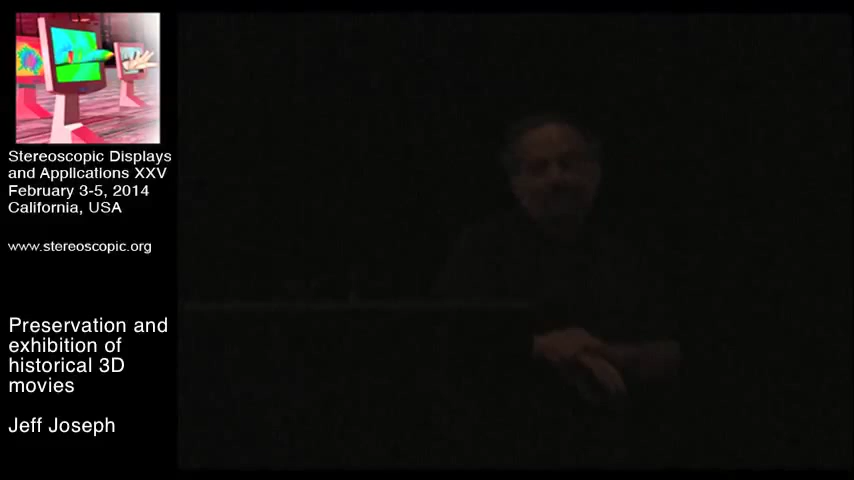 Stereoscopic Displays
and Applications XXV
February 3-5, 2014
California, USA
www.stereoscopic.org
Preservation and
exhibition of
historical 3D
movies
Jeff Joseph